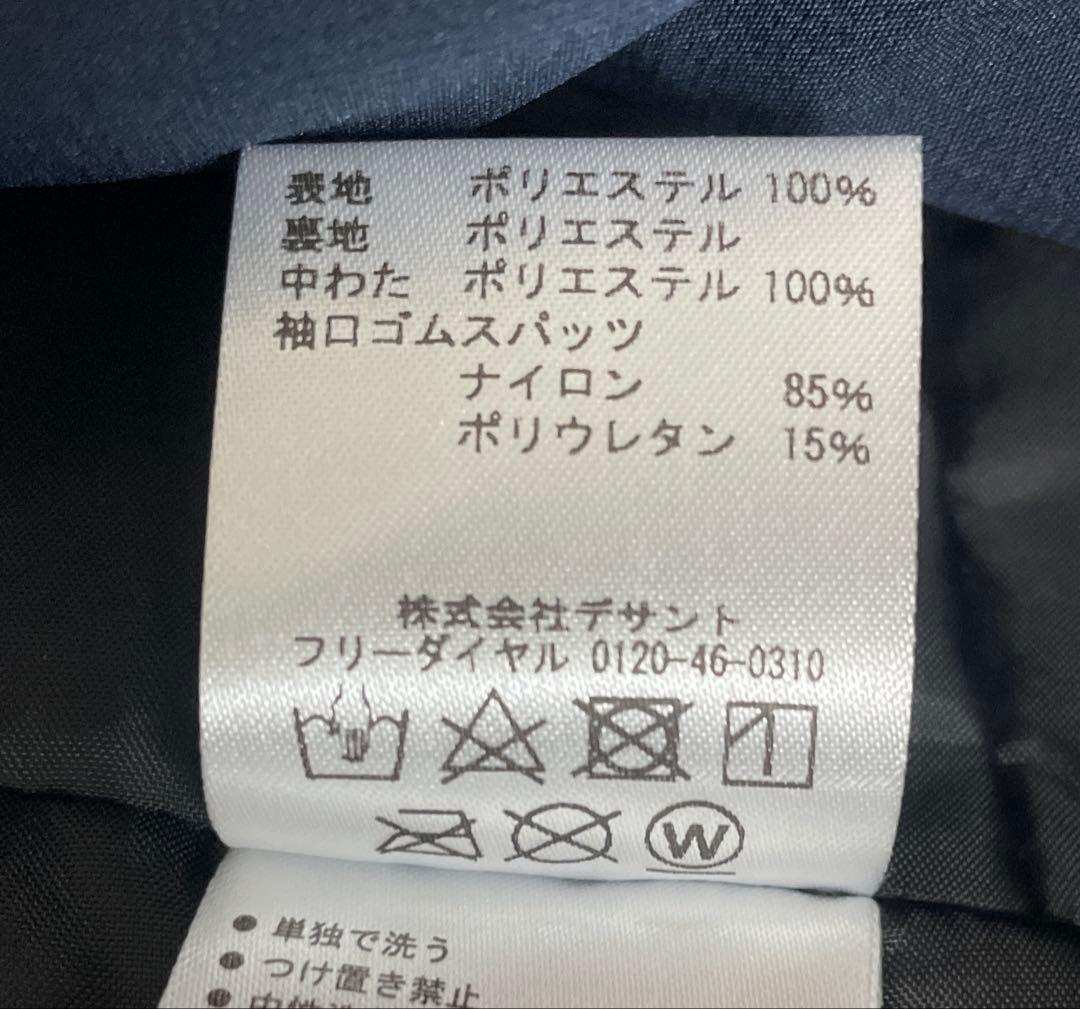 表地 ポリエステル 100%
裏地 ポリエステル
中わた ポリエステル 100%
袖口ゴムスパッツ
ナイロン 85%
ポリウレタン 15%
株式会社デサント
フリーダイヤル 0120-46-0310
W
● 単独で洗う
● つけ置き禁止
● 中性洗